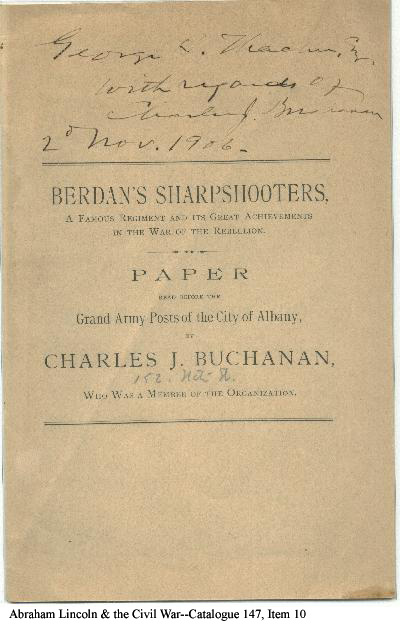 George
with regards of
Charles J. Buchanan
2d Nov. 1906.
BERDAN'S SHARPSHOOTERS,
A FAMOUS REGIMENT AND ITS GREAT ACHIEVEMENTS
IN THE WAR OF THE REBELLION.
PAPER
READ BEFORE THE
Grand Army Posts of the City of Albany,
BY
CHARLES J. BUCHANAN,
WHO WAS A MEMBER OF THE ORGANIZATION.
Abraham Lincoln & the Civil War--Catalogue 147, Item 10